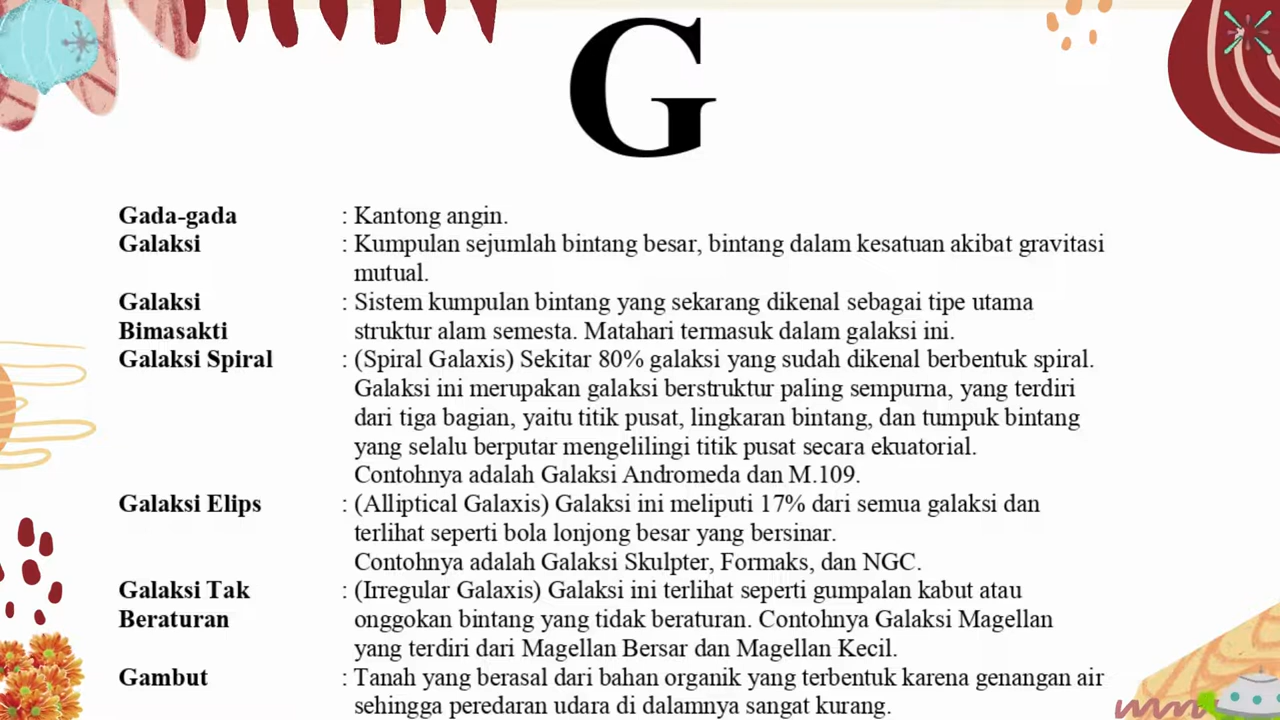 G
Gada-gada : Kantong angin.
Galaksi : Kumpulan sejumlah bintang besar, bintang dalam kesatuan akibat gravitasi
mutual.
Galaksi : Sistem kumpulan bintang yang sekarang dikenal sebagai tipe utama
Bimasakti struktur alam semesta. Matahari termasuk dalam galaksi ini.
Galaksi Spiral : (Spiral Galaxis) Sekitar 80% galaksi yang sudah dikenal berbentuk spiral.
Galaksi ini merupakan galaksi berstruktur paling sempurna, yang terdiri
dari tiga bagian, yaitu titik pusat, lingkaran bintang, dan tumpuk bintang
yang selalu berputar mengelilingi titik pusat secara ekuatorial.
Contohnya adalah Galaksi Andromeda dan M.109.
Galaksi Elips : (Alliptical Galaxis) Galaksi ini meliputi 17% dari semua galaksi dan
terlihat seperti bola lonjong besar yang bersinar.
Contohnya adalah Galaksi Skulpter, Formaks, dan NGC.
Galaksi Tak : (Irregular Galaxis) Galaksi ini terlihat seperti gumpalan kabut atau
Beraturan onggokan bintang yang tidak beraturan. Contohnya Galaksi Magellan
yang terdiri dari Magellan Bersar dan Magellan Kecil.
Gambut : Tanah yang berasal dari bahan organik yang terbentuk karena genangan air
sehingga peredaran udara di dalamnya sangat kurang.